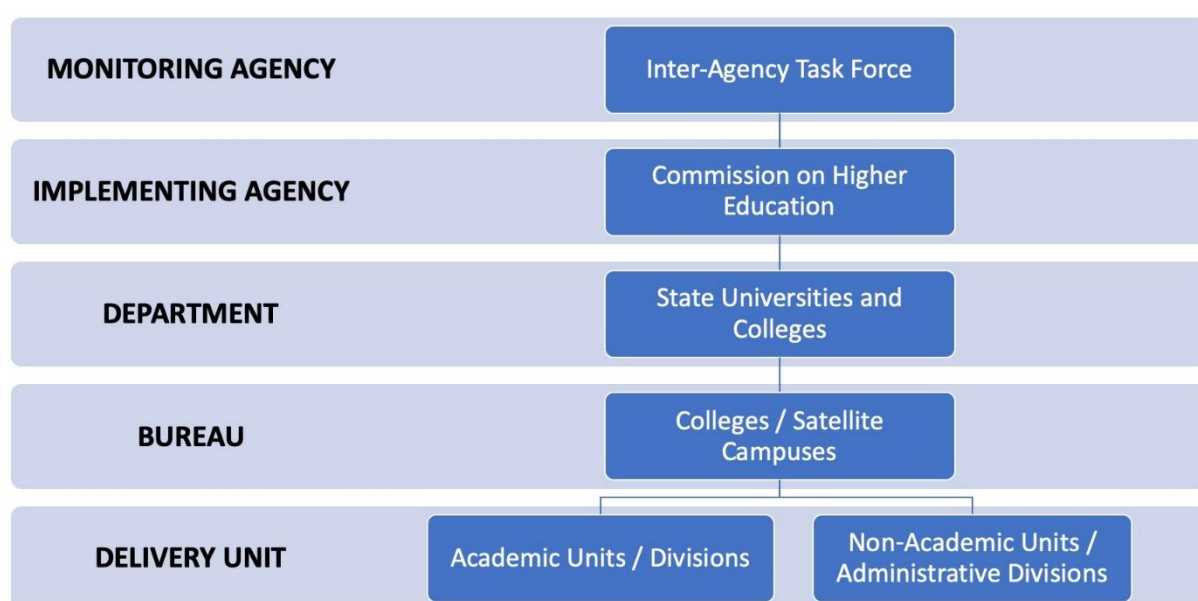 MONITORING AGENCY
Inter-Agency Task Force
IMPLEMENTING AGENCY
Commission on Higher
Education
DEPARTMENT
State Universities and
Colleges
BUREAU
Colleges / Satellite
Campuses
DELIVERY UNIT
Academic Units / Divisions
Non-Academic Units /
Administrative Divisions